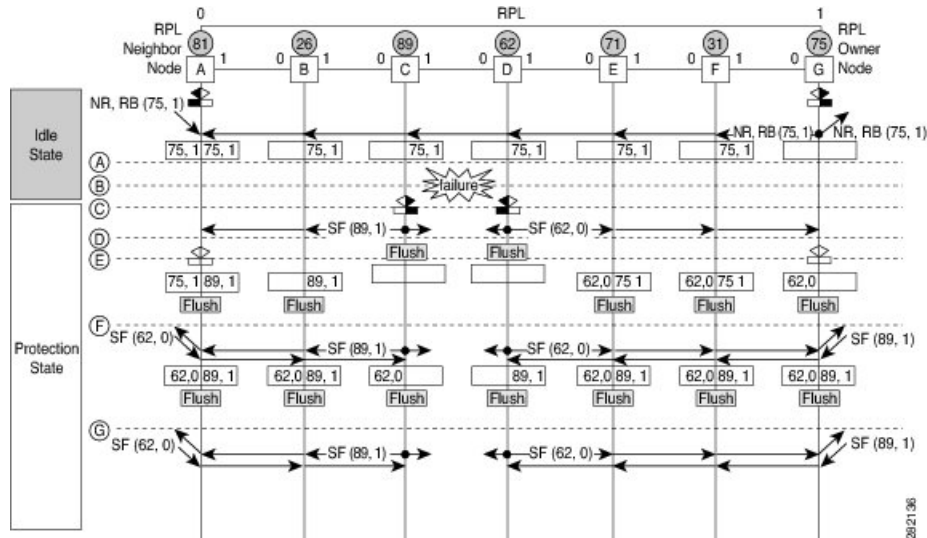 0 RPL 1
RPL Neighbor Node
81 26 89 62 71 31 75
RPL Owner Node
A 1 0 B 1 0 C 1 0 D 1 0 E 1 0 F 1 0 G
Idle State
NR, RB (75, 1)
NR, RB (75, 1) NR, RB (75, 1)
75, 1 75, 1 75, 1 75, 1 75, 1 75, 1 75, 1
A
B
failure
C
Protection State
SF (89, 1) SF (62, 0)
D
Flush Flush
E
75, 1 89, 1 89, 1 62,0 75 1 62,0 75 1 62,0
Flush Flush Flush Flush Flush
F
SF (62, 0) SF (89, 1) SF (62, 0) SF (89, 1)
62,0 89, 1 62,0 89, 1 62,0 89, 1 62,0 89, 1 62,0 89, 1 62,0 89, 1
Flush Flush Flush Flush Flush Flush Flush
G
SF (62, 0) SF (89, 1) SF (62, 0) SF (89, 1)
282136